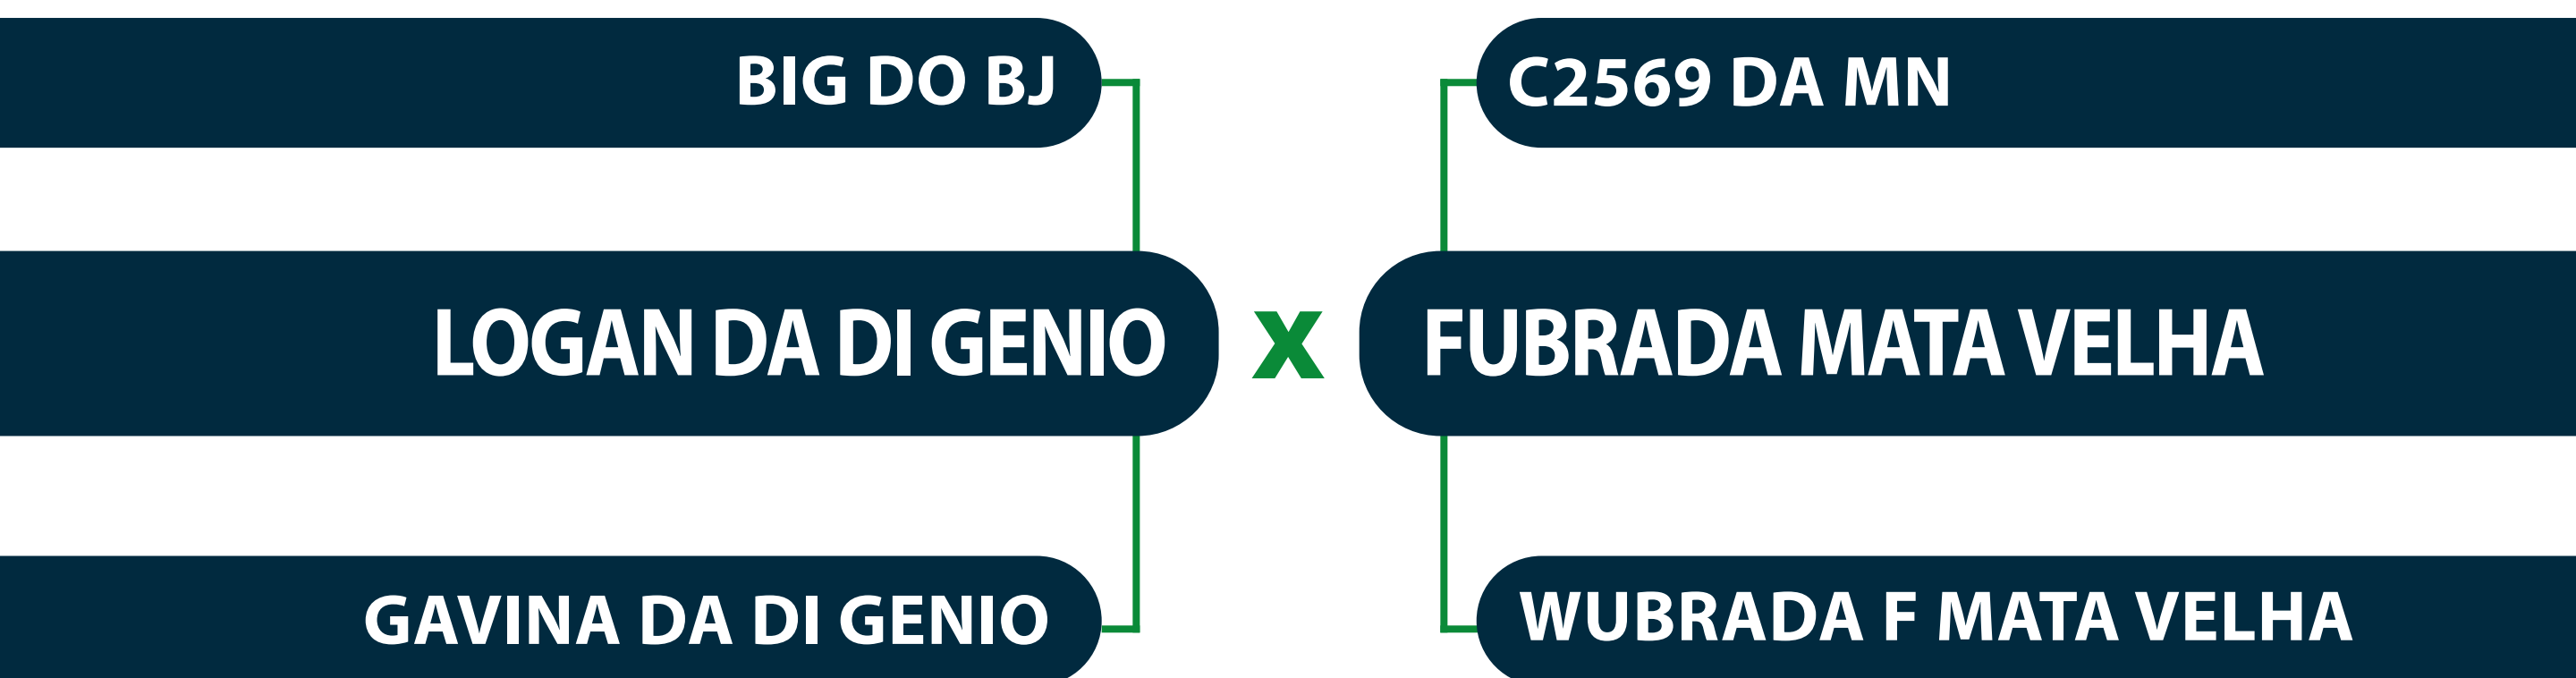 BIG DO BJ
C2569 DA MN
LOGAN DA DI GENIO X FUBRADA MATA VELHA
GAVINA DA DI GENIO
WUBRADA F MATA VELHA